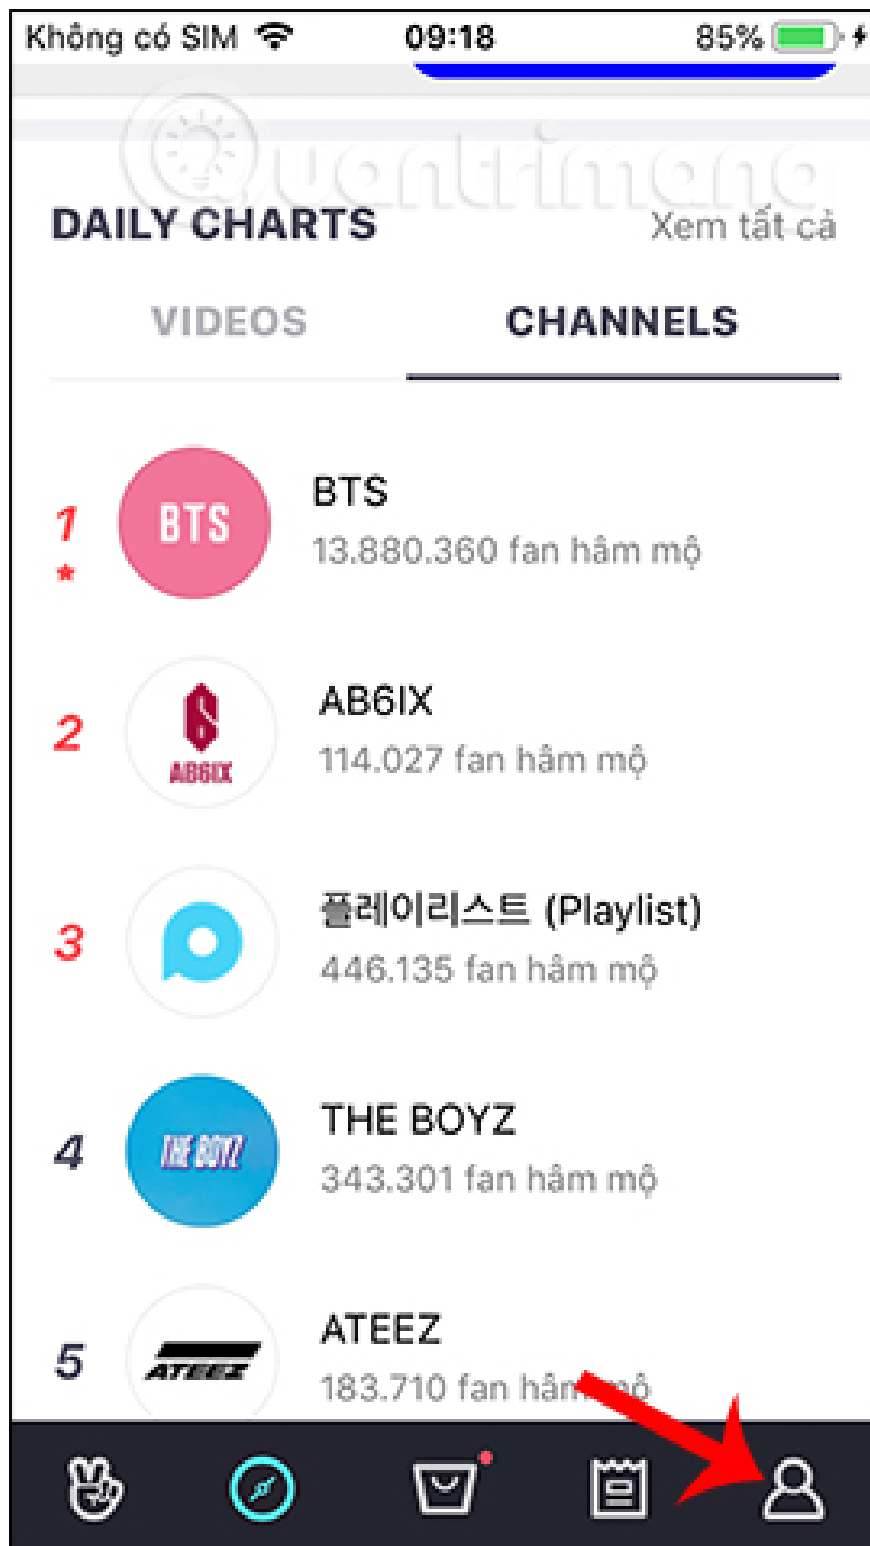 Không có SIM 09:18 85%
Quantrimang
DAILY CHARTS Xem tất cả
VIDEOS CHANNELS
1 BTS BTS
* 13.880.360 fan hâm mộ
2 AB6IX AB6IX
114.027 fan hâm mộ
3 플레이리스트 (Playlist)
446.135 fan hâm mộ
4 THE BOYZ THE BOYZ
343.301 fan hâm mộ
5 ATEEZ ATEEZ
183.710 fan hâm mộ